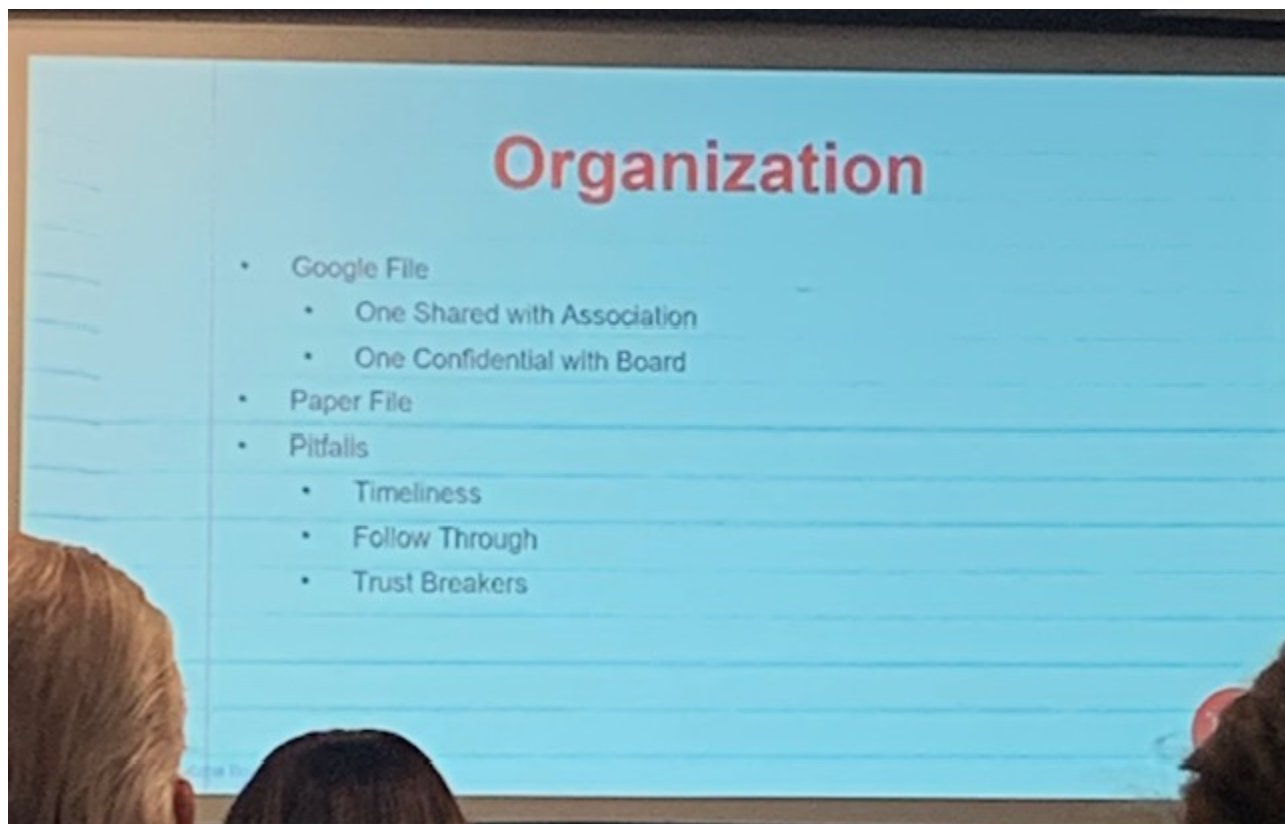 Organization
• Google File
• One Shared with Association
• One Confidential with Board
• Paper File
• Pitfalls
• Timeliness
• Follow Through
• Trust Breakers